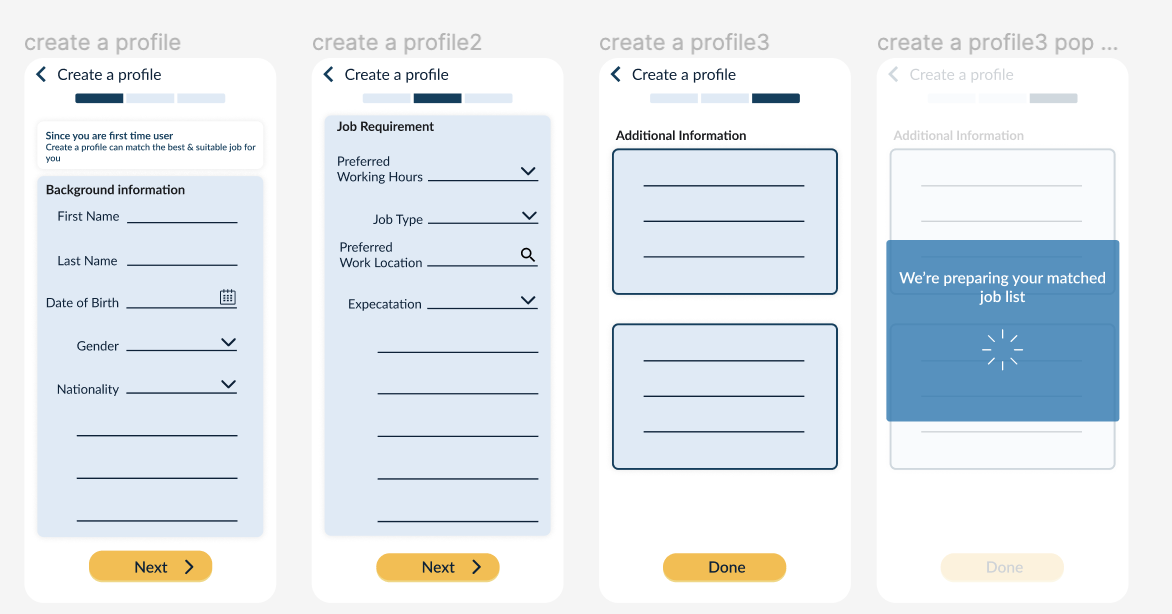 create a profile
Create a profile
Since you are first time user
Create a profile can match the best & suitable job for
you
Background information
First Name
Last Name
Date of Birth
Gender
Nationality
Next
create a profile2
Create a profile
Job Requirement
Preferred
Working Hours
Job Type
Preferred
Work Location
Expecatation
Next
create a profile3
Create a profile
Additional Information
Done
create a profile3 pop ...
Create a profile
Additional Information
We're preparing your matched
job list
Done